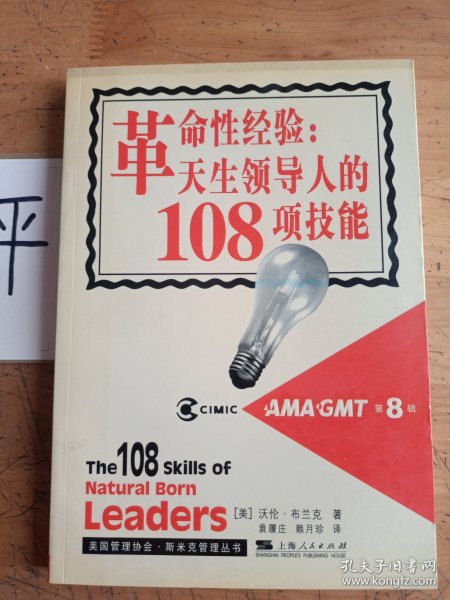 平
革命性经验：
天生领导人的
108项技能
CIMIC
AMA GMT 第8辑
The 108 Skills of
Natural Born
Leaders
[美] 沃伦·布兰克 著
袁履庄 赖月珍 译
美国管理协会·斯米克管理丛书
上海人民出版社
SHANGHAI PEOPLE'S PUBLISHING HOUSE
孔夫子旧书网
www.kongfz.com